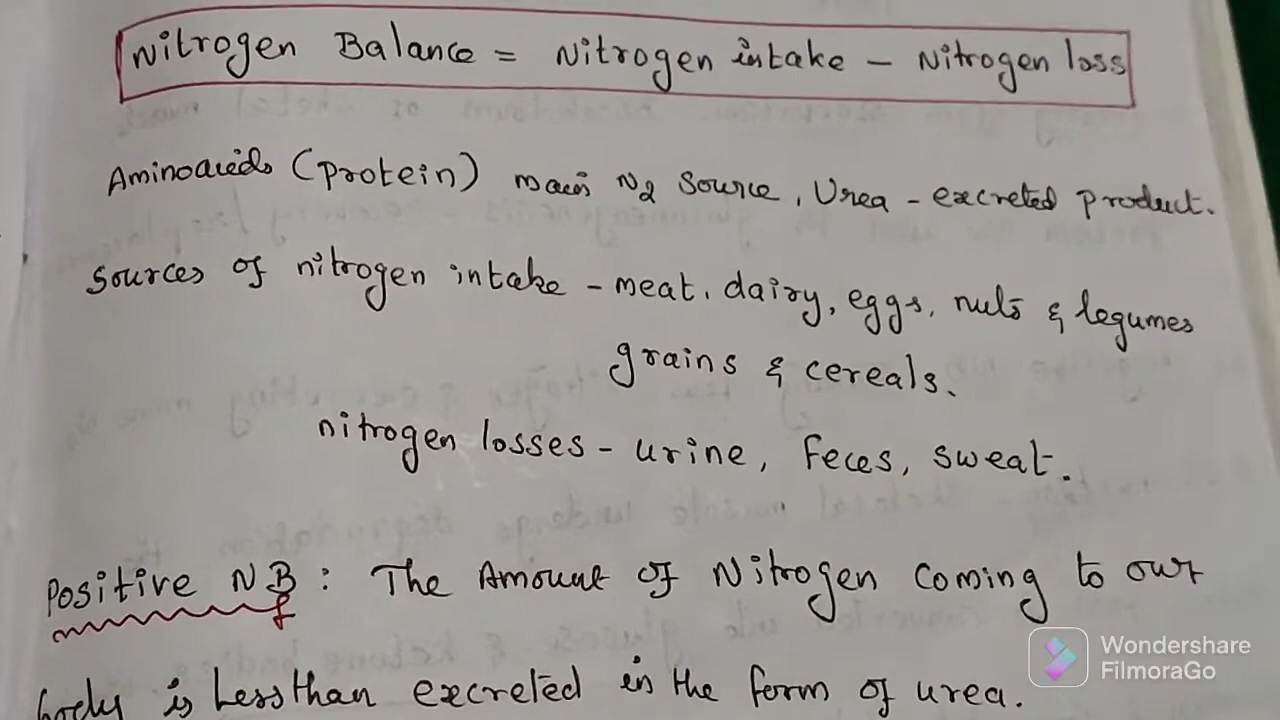 Nitrogen Balance = Nitrogen intake - Nitrogen loss
Aminoacids (protein) main N2 source, Urea - excreted product.
Sources of nitrogen intake - meat, dairy, eggs, nuts & legumes
grains & cereals.
nitrogen losses - urine, feces, sweat.
Positive NB : The Amount of Nitrogen coming to our
body is Less than excreted in the form of urea.
Wondershare
FilmoraGo